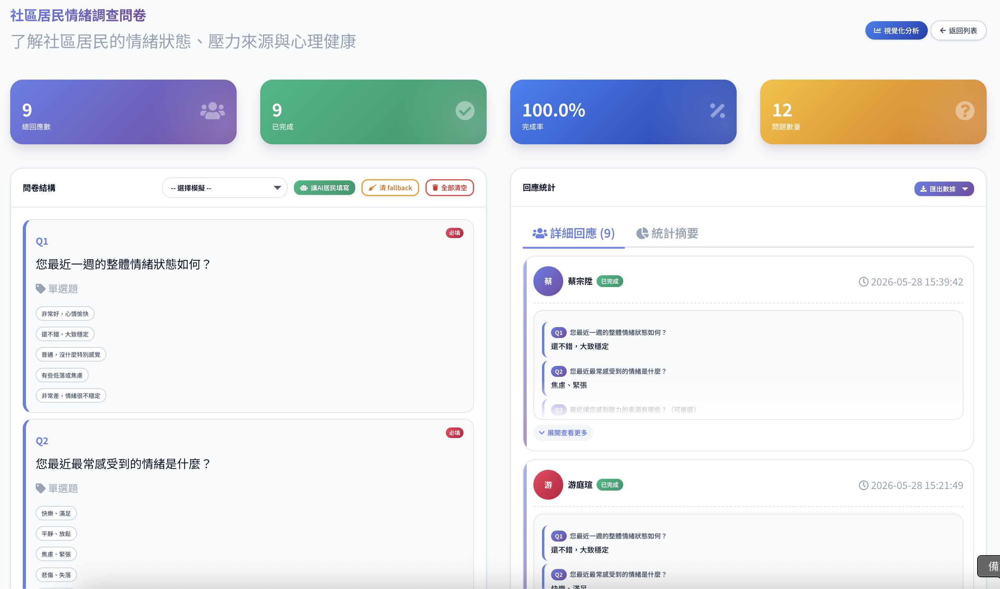 社區居民情緒調查問卷
了解社區居民的情緒狀態、壓力來源與心理健康
視覺化分析
返回列表
9
總回應數
9
已完成
100.0%
完成率
12
問題數量
問卷結構
-- 選擇模擬 --
讓AI居民填寫
清 fallback
全部清空
必填
Q1
您最近一週的整體情緒狀態如何？
單選題
非常好，心情愉快
還不錯，大致穩定
普通，沒什麼特別感覺
有些低落或焦慮
非常差，情緒很不穩定
必填
Q2
您最近最常感受到的情緒是什麼？
單選題
快樂、滿足
平靜、放鬆
焦慮、緊張
悲傷、失落
回應統計
匯出數據
詳細回應 (9)
統計摘要
蔡
蔡宗陞
已完成
2026-05-28 15:39:42
Q1 您最近一週的整體情緒狀態如何？
還不錯，大致穩定
Q2 您最近最常感受到的情緒是什麼？
焦慮、緊張
Q3 最近讓您感到壓力的來源有哪些？（可複選）
展開查看更多
游
游庭瑄
已完成
2026-05-28 15:21:49
Q1 您最近一週的整體情緒狀態如何？
還不錯，大致穩定
Q2 您最近最常感受到的情緒是什麼？
快樂、滿足
備